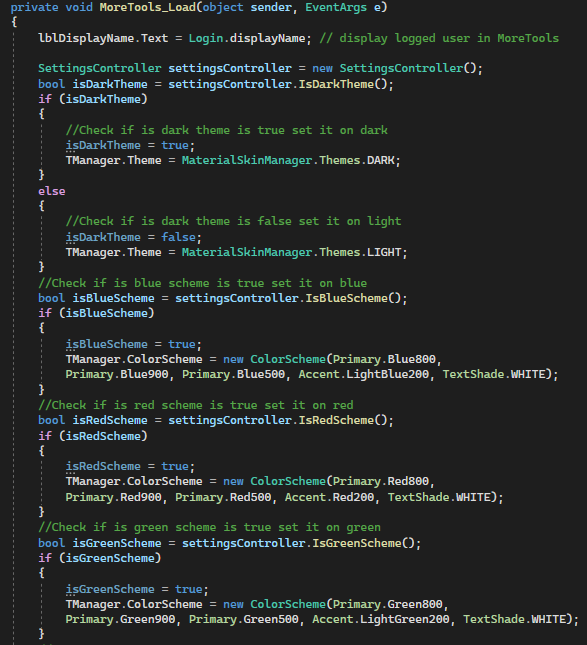 private void MoreTools_Load(object sender, EventArgs e)
{
lblDisplayName.Text = Login.displayName; // display logged user in MoreTools
SettingsController settingsController = new SettingsController();
bool isDarkTheme = settingsController.IsDarkTheme();
if (isDarkTheme)
{
//Check if is dark theme is true set it on dark
isDarkTheme = true;
TManager.Theme = MaterialSkinManager.Themes.DARK;
}
else
{
//Check if is dark theme is false set it on light
isDarkTheme = false;
TManager.Theme = MaterialSkinManager.Themes.LIGHT;
}
//Check if is blue scheme is true set it on blue
bool isBlueScheme = settingsController.IsBlueScheme();
if (isBlueScheme)
{
isBlueScheme = true;
TManager.ColorScheme = new ColorScheme(Primary.Blue800,
Primary.Blue900, Primary.Blue500, Accent.LightBlue200, TextShade.WHITE);
}
//Check if is red scheme is true set it on red
bool isRedScheme = settingsController.IsRedScheme();
if (isRedScheme)
{
isRedScheme = true;
TManager.ColorScheme = new ColorScheme(Primary.Red800,
Primary.Red900, Primary.Red500, Accent.Red200, TextShade.WHITE);
}
//Check if is green scheme is true set it on green
bool isGreenScheme = settingsController.IsGreenScheme();
if (isGreenScheme)
{
isGreenScheme = true;
TManager.ColorScheme = new ColorScheme(Primary.Green800,
Primary.Green900, Primary.Green500, Accent.LightGreen200, TextShade.WHITE);
}